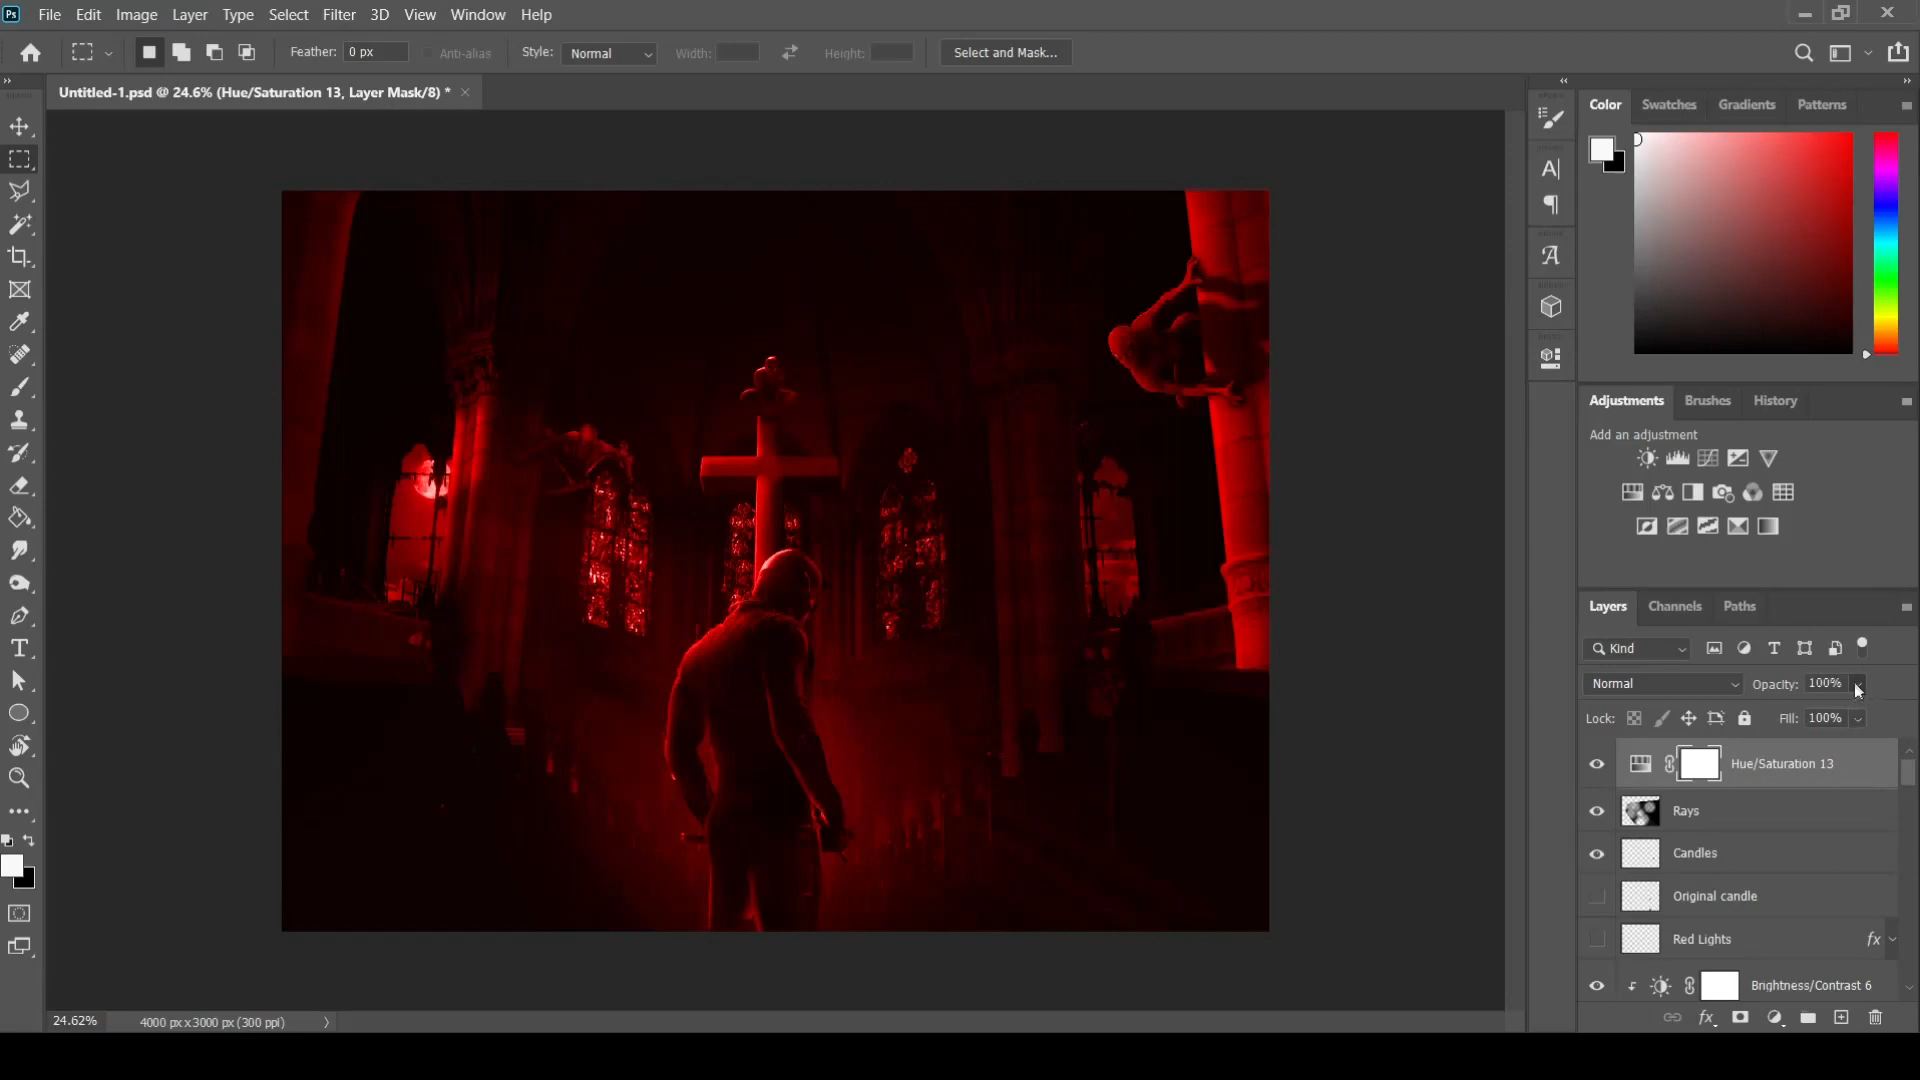 Ps File Edit Image Layer Type Select Filter 3D View Window Help
Feather: 0 px Anti-alias Style: Normal Width: Height: Select and Mask...
Untitled-1.psd @ 24.6% (Hue/Saturation 13, Layer Mask/8) *
Color Swatches Gradients Patterns
Adjustments Brushes History
Add an adjustment
Layers Channels Paths
Kind
Normal Opacity: 100%
Lock: Fill: 100%
Hue/Saturation 13
Rays
Candles
Original candle
Red Lights fx
Brightness/Contrast 6
24.62% 4000 px x 3000 px (300 ppi)
fx